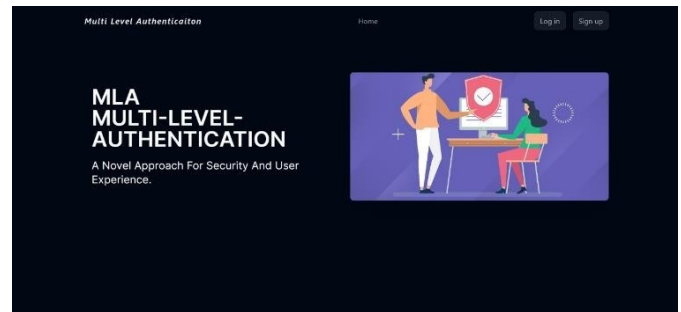 Multi Level Authenticaiton
Home
Log in
Sign up
MLA
MULTI-LEVEL-
AUTHENTICATION
A Novel Approach For Security And User
Experience.